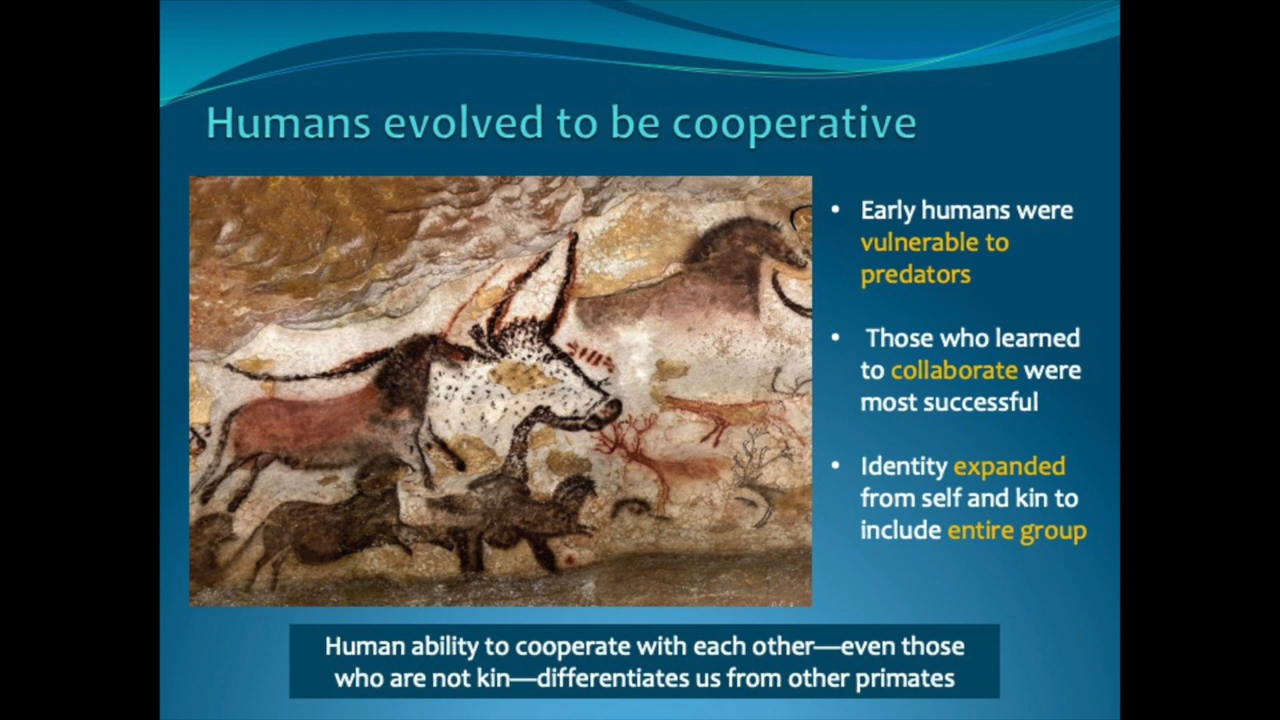 Humans evolved to be cooperative
• Early humans were
vulnerable to
predators
• Those who learned
to collaborate were
most successful
• Identity expanded
from self and kin to
include entire group
Human ability to cooperate with each other—even those
who are not kin—differentiates us from other primates